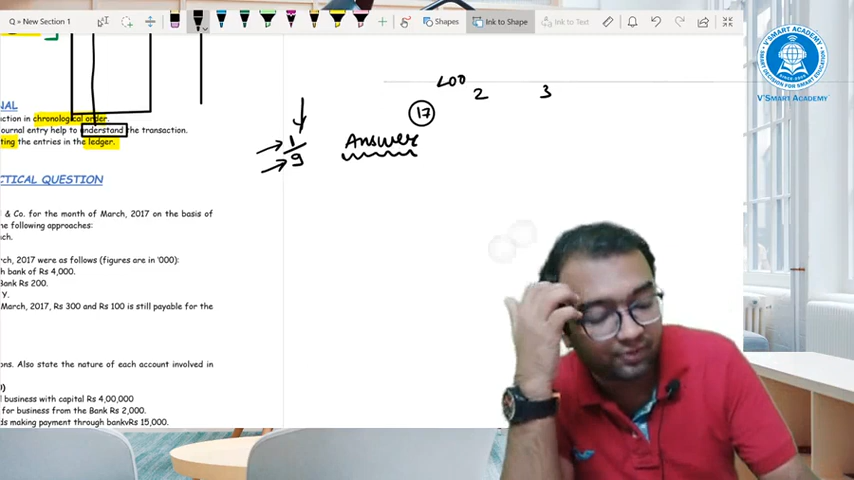 Q » New Section 1
Shapes
Ink to Shape
Ink to Text
NAL
ction in chronological order.
ournal entry help to understand the transaction.
ting the entries in the ledger.
CTICAL QUESTION
& Co. for the month of March, 2017 on the basis of
he following approaches:
ch.
rch, 2017 were as follows (figures are in '000):
h bank of Rs 4,000.
Bank Rs 200.
Y.
March, 2017, Rs 300 and Rs 100 is still payable for the
ons. Also state the nature of each account involved in
d business with capital Rs 4,00,000
for business from the Bank Rs 2,000.
ds making payment through bankvRs 15,000.
2 3
17
1
9
Answer
V'SMART ACADEMY
SMART DECISION FOR SMART EDUCATION
V'SMART ACADEMY